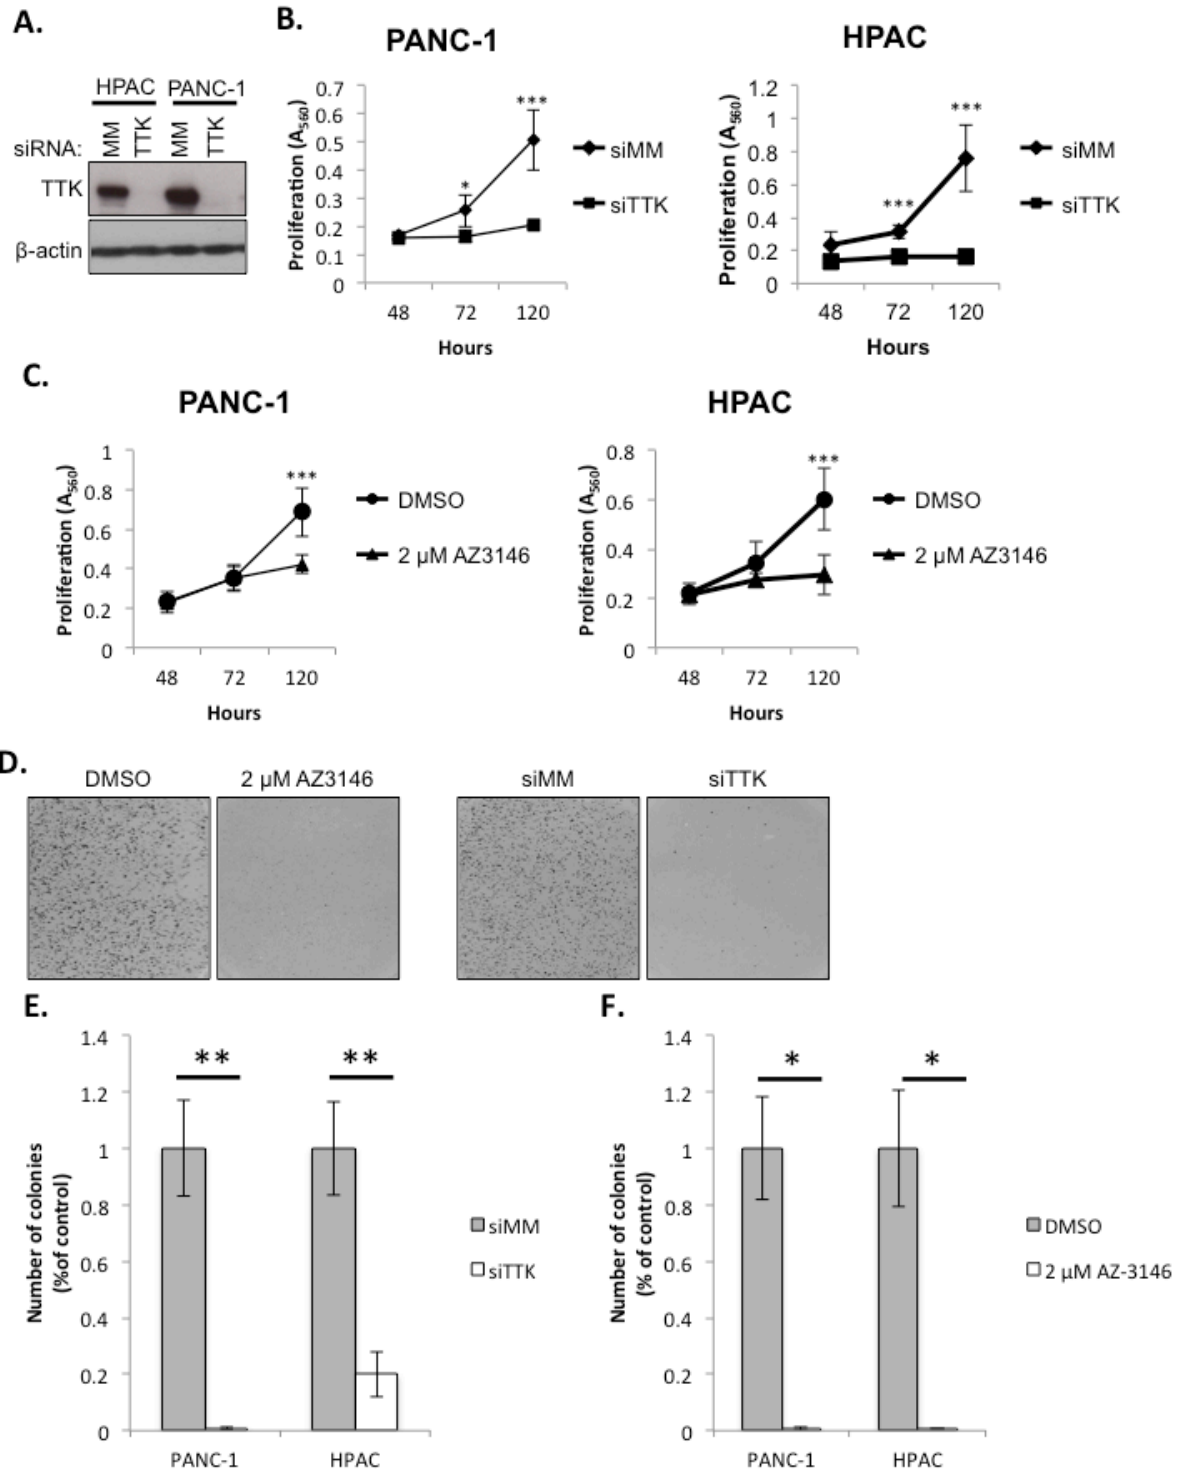 A.
HPAC PANC-1
siRNA: MM TTK MM TTK
TTK
β-actin
B.
PANC-1
Proliferation (A560)
0.7
0.6
0.5
0.4
0.3
0.2
0.1
0
***
*
siMM
siTTK
48 72 120
Hours
HPAC
Proliferation (A560)
1.2
1
0.8
0.6
0.4
0.2
0
***
***
siMM
siTTK
48 72 120
Hours
C.
PANC-1
Proliferation (A560)
1
0.8
0.6
0.4
0.2
0
***
DMSO
2 µM AZ3146
48 72 120
Hours
HPAC
Proliferation (A560)
0.8
0.6
0.4
0.2
0
***
DMSO
2 µM AZ3146
48 72 120
Hours
D.
DMSO 2 µM AZ3146 siMM siTTK
E.
Number of colonies
(%of control)
1.4
1.2
1
0.8
0.6
0.4
0.2
0
** **
siMM
siTTK
PANC-1 HPAC
F.
Number of colonies
(% of control)
1.4
1.2
1
0.8
0.6
0.4
0.2
0
* *
DMSO
2 µM AZ-3146
PANC-1 HPAC